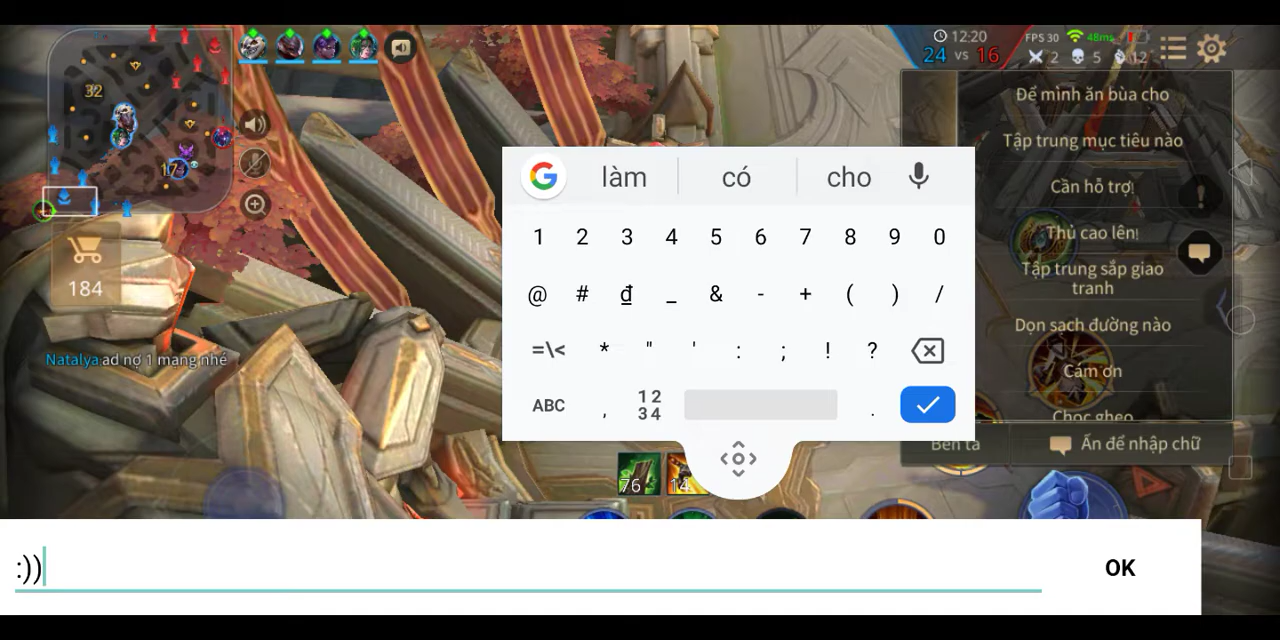 12:20
24 vs 16
FPS 30
48ms
2
5
12
32
17
184
Natalya: ad nợ 1 mạng nhé
Để mình ăn bùa cho
Tập trung mục tiêu nào
Cần hỗ trợ!
Thủ cao lên!
Tập trung sắp giao
tranh
Dọn sạch đường nào
Cám ơn
Chọc ghẹo
Bên ta
Ấn để nhập chữ
làm có cho
1 2 3 4 5 6 7 8 9 0
@ # đ _ & - + ( ) /
=\< * " ' : ; ! ?
ABC , 12 .
34
76
14
:))
OK